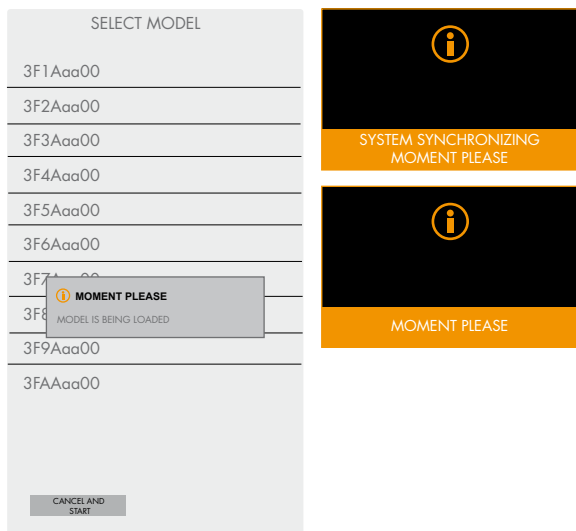 SELECT MODEL
3F1Aaa00
3F2Aaa00
3F3Aaa00
3F4Aaa00
3F5Aaa00
3F6Aaa00
MOMENT PLEASE
MODEL IS BEING LOADED
3F9Aaa00
3FAAaa00
CANCEL AND
START
SYSTEM SYNCHRONIZING
MOMENT PLEASE
MOMENT PLEASE